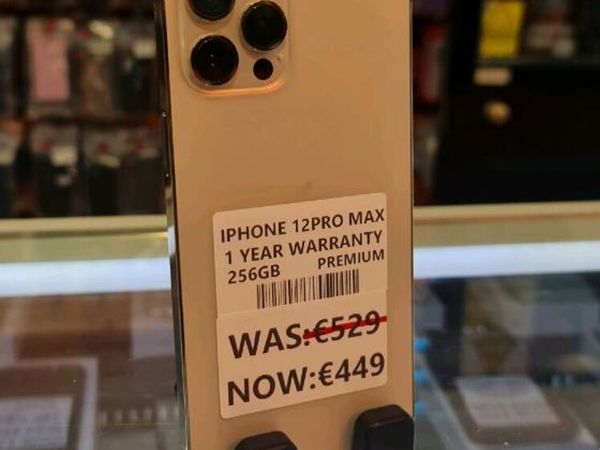 IPHONE 12PRO MAX
1 YEAR WARRANTY
256GB PREMIUM
WAS:€529
NOW:€449